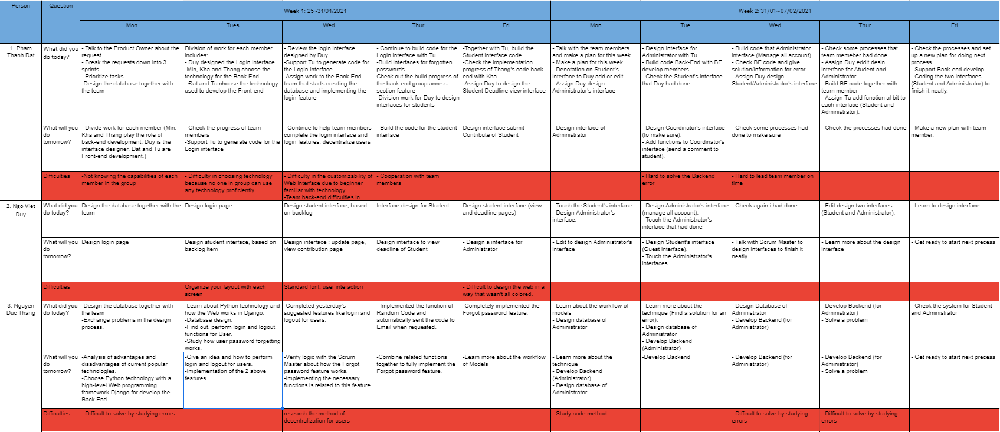 Person
Question
Week 1: 25~31/01/2021
Week 2: 31/01~07/02/2021
Mon
Tues
Wed
Thur
Fri
Mon
Tue
Wed
Thur
Fri
1. Pham
Thanh Dat
What did you
do today?
- Talk to the Product Owner about the
request
- Break the requests down into 3
sprints
- Prioritize tasks
-Design the database together with
the team
Division of work for each member
includes:
- Duy designed the Login interface
-Min, Kha and Thang choose the
technology for the Back-End
- Đat and Tu choose the technology
used to develop the Front-end
- Review the login interface
designed by Duy
-Support Tu to generate code for
the Login interface
-Assign work to the Back-End
team that starts creating the
database and implementing the
login feature
- Continue to build code for the
Login interface with Tu
-Build interfaces for forgotten
passwords -
Check out the build progress of
the back-end group access
section feature
-Division work for Duy to design
interfaces for students
-Together with Tu, build the
Student interface code.
-Check the implementation
progress of Thang's code back
end with Kha
-Assign Duy to design the
Student Deadline view interface
- Talk with the team members
and make a plan for this week.
- Make a plan for this week.
- Denotation on Student's
interface to Duy add or edit.
- Assign Duy design
Administrator's interface
- Design Interface for
Administrator with Tu
- Build code Back-End with BE
develop members.
- Check the Student's interface
that Duy had done.
- Build code that Administrator
interface (Manage all account).
- Check BE code and give
solution/information for error.
- Assign Duy design
Student/Administrator's interface.
- Check some processes that
team memeber had done
- Assign Duy eddit desin
interface for Atudent and
Administrator
- Build BE code together with
team member
- Assign Tu add function al bit to
each interface (Student and
Administrator).
- Check the processes and set
up a new plan for doing next
process
- Support Back-end develop
- Coding the two interfaces
(Student and Administrator) to
finish it neatly.
What will you
do
tomorrow?
- Divide work for each member (Min,
Kha and Thang play the role of
back-end development, Duy is the
interface designer, Dat and Tu are
Front-end development.)
- Check the progress of team
members
-Support Tu to generate code for the
Login interface
- Continue to help team members
complete the login interface and
login features, decentralize users
- Build the code for the student
interface
Design interface submit
Contribute of Student
- Design interface of
Administrator
- Design Coordinator's interface
(to make sure).
- Add functions to Coordinator's
interface (send a comment to
student).
- Check some processes had
done to make sure
- Check the processes had done
- Make a new plan with team
member.
Difficulties
-Not knowing the capabilities of each
member in the group
- Difficulty in choosing technology
because no one in group can use
any technology proficiently
- Difficulty in the customizability of
Web interface due to beginner
familiar with technology
-Team back-end difficulties in
- Cooperation with team
members
- Hard to solve the Backend
error
- Hard to lead team member on
time
2. Ngo Viet
Duy
What did you
do today?
Design the database together with the
team
Design login page
Design student interface, based
on backlog
Interface design for Student
Design student interface (view
and deadline pages)
- Touch the Student's interface
- Design Administrator's
interface.
- Design Administrator's interface
(manage all account).
- Touch the Administrator's
interface that had done
- Check again i had done.
- Edit design two interfaces
(Student and Administrator).
- Learn to design interface
What will you
do
tomorrow?
Design login page
Design student interface, based on
backlog item
Design interface : update page,
view contribution page
Design interface to view
deadline of Student
- Design a interface for
Administrator
- Edit to design Administrator's
interface
- Design Student's interface
(Guest interface).
- Touch the Administrator's
interfaces
- Talk with Scrum Master to
design interfaces to finish it
neatly.
- Learn more about the design
interface
- Get ready to start next precess
Difficulties
Organize your layout with each
screen
Standard font, user interaction
- Difficult to design the web in a
way that wasn't all colored.
3. Nguyen
Duc Thang
What did you
do today?
-Design the database together with
the team
-Exchange problems in the design
process.
-Learn about Python technology and
how the Web works in Django,
-Database design.
-Find out, perform login and logout
functions for User.
-Study how user password forgetting
works.
-Completed yesterday's
suggested features like login and
logout for users.
- Implemented the function of
Random Code and
automatically sent the code to
Email when requested.
-Completely implemented the
Forgot password feature.
- Learn about the workflow of
models
- Design database of
Administrator
- Learn more about the
technique (Find a solution for an
error).
- Design database of
Administrator
- Develop Backend
(Administrator)
- Design Database of
Administrator
- Develop Backend (for
Administrator)
- Develop Backend (for
Administrator)
- Solve a problem
- Check the system for Student
and Administrator
What will you
do
tomorrow?
-Analysis of advantages and
disadvantages of current popular
technologies.
-Choose Python technology with a
high-level Web programming
framework Django for develop the
Back End.
-Give an idea and how to perform
login and logout for users.
-Implementation of the 2 above
features.
-Verify logic with the Scrum
Master about how the Forgot
password feature works.
-Implementing the necessary
functions is related to this feature.
-Combine related functions
together to fully implement the
Forgot password feature.
-Learn more about the workflow
of Models
- Learn more about the
technique
- Develop Backend
(Administrator)
- Design database of
Administrator
-Develop Backend
- Develop Backend (for
Administrator)
- Develop Backend (for
Administrator)
- Solve a problem
- Get ready to start next precess
Difficulties
- Difficult to solve by studying errors
research the method of
decentralization for users
- Study code method
- Difficult to solve by studying
errors
- Difficult to solve by studying
errors